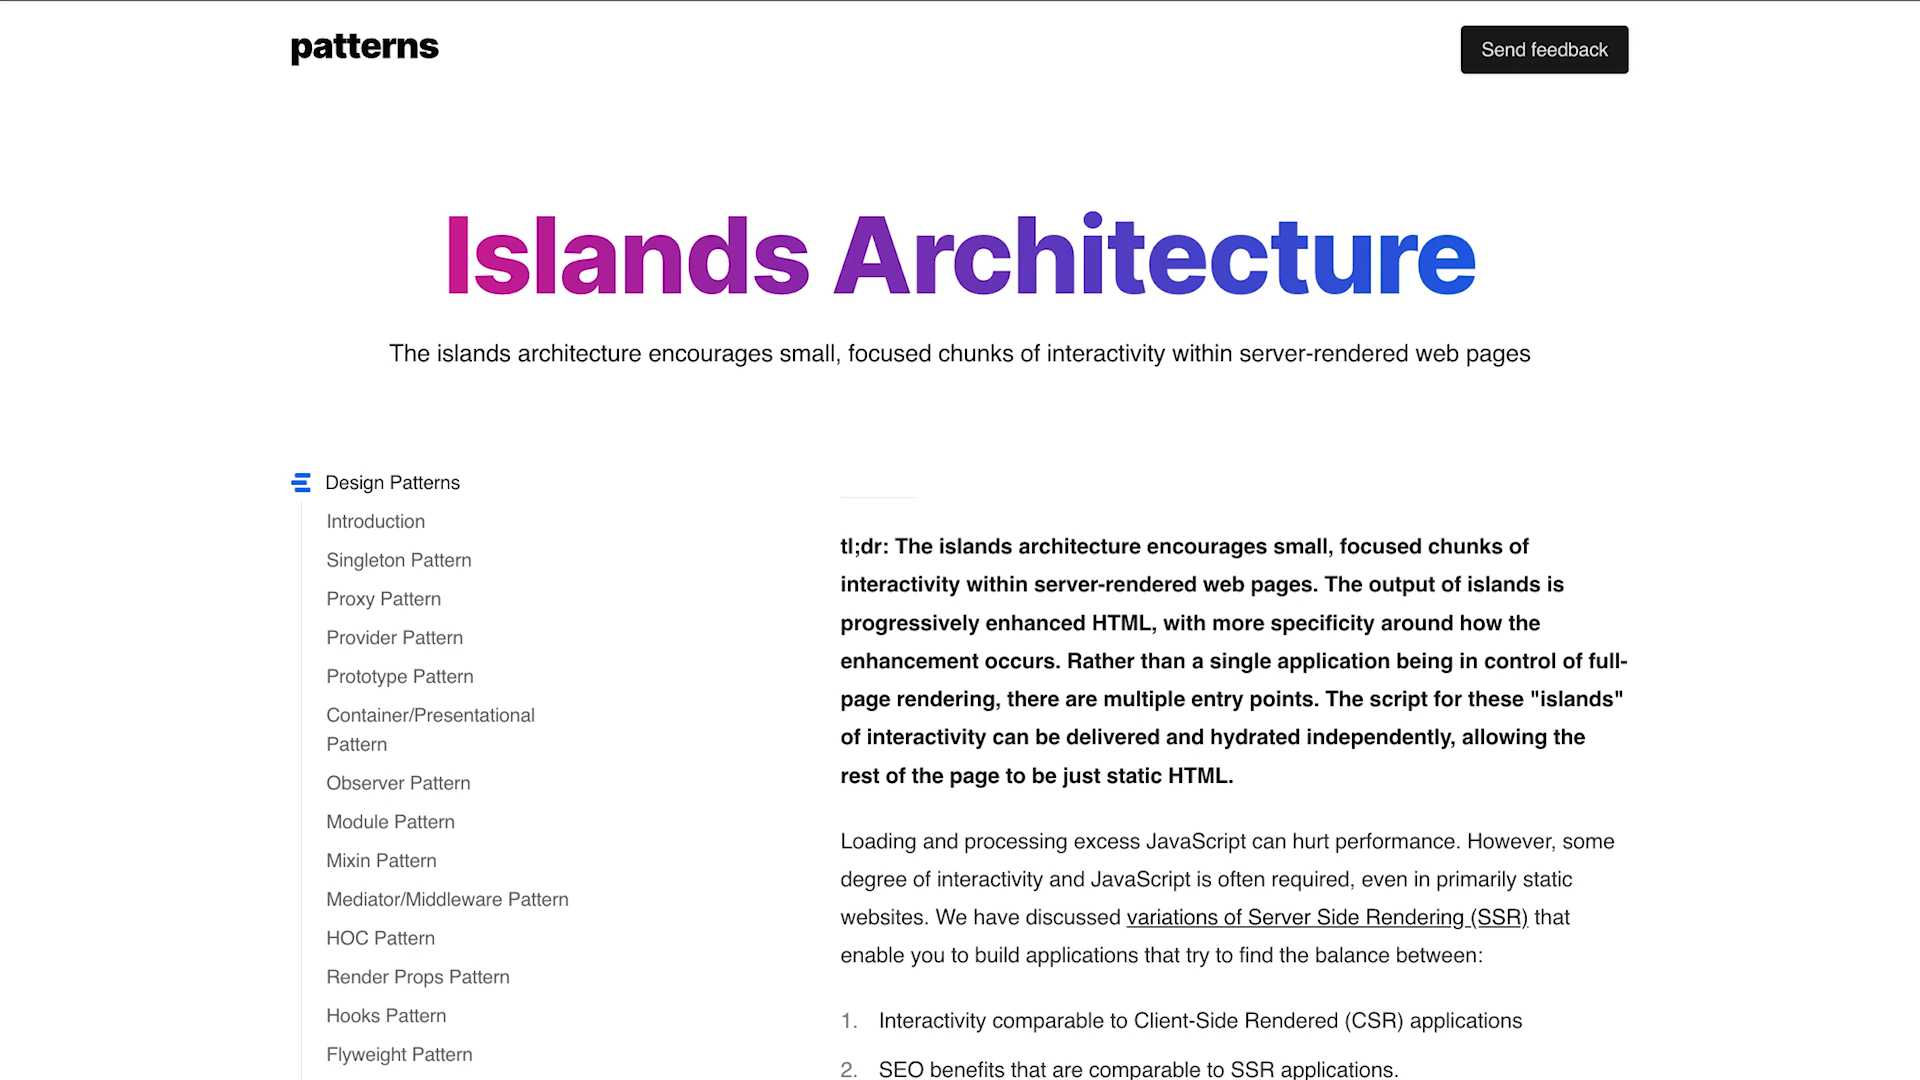 patterns
Send feedback
Islands Architecture
The islands architecture encourages small, focused chunks of interactivity within server-rendered web pages
Design Patterns
Introduction
Singleton Pattern
Proxy Pattern
Provider Pattern
Prototype Pattern
Container/Presentational
Pattern
Observer Pattern
Module Pattern
Mixin Pattern
Mediator/Middleware Pattern
HOC Pattern
Render Props Pattern
Hooks Pattern
Flyweight Pattern
tl;dr: The islands architecture encourages small, focused chunks of
interactivity within server-rendered web pages. The output of islands is
progressively enhanced HTML, with more specificity around how the
enhancement occurs. Rather than a single application being in control of full-
page rendering, there are multiple entry points. The script for these "islands"
of interactivity can be delivered and hydrated independently, allowing the
rest of the page to be just static HTML.
Loading and processing excess JavaScript can hurt performance. However, some
degree of interactivity and JavaScript is often required, even in primarily static
websites. We have discussed variations of Server Side Rendering (SSR) that
enable you to build applications that try to find the balance between:
1. Interactivity comparable to Client-Side Rendered (CSR) applications
2. SEO benefits that are comparable to SSR applications.